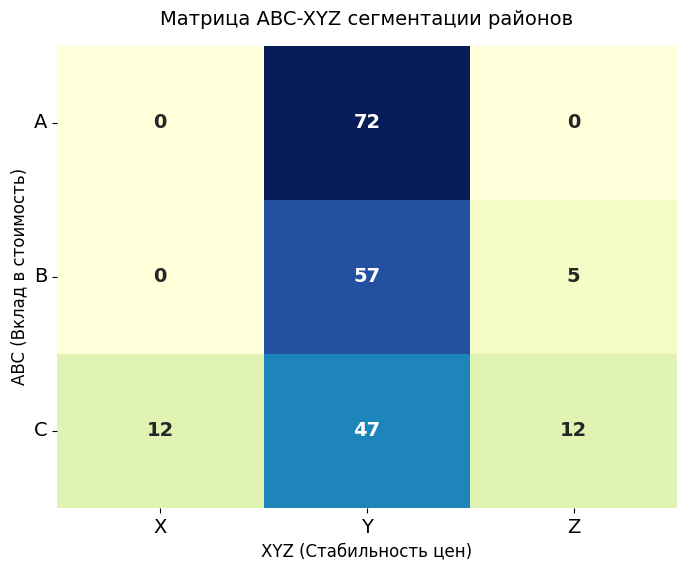 Матрица ABC-XYZ сегментации районов
ABC (Вклад в стоимость)
A 0 72 0
B 0 57 5
C 12 47 12
X Y Z
XYZ (Стабильность цен)